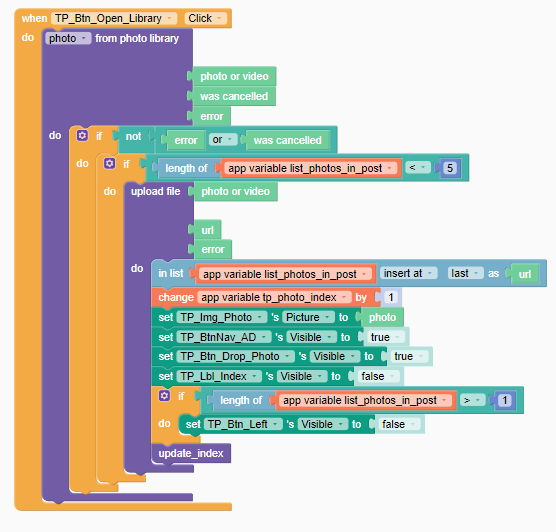 when TP_Btn_Open_Library Click
do photo from photo library
photo or video
was cancelled
error
do if not error or was cancelled
do if length of app variable list_photos_in_post < 5
do upload file photo or video
url
error
do in list app variable list_photos_in_post insert at last as url
change app variable tp_photo_index by 1
set TP_Img_Photo 's Picture to photo
set TP_BtnNav_AD 's Visible to true
set TP_Btn_Drop_Photo 's Visible to true
set TP_Lbl_Index 's Visible to false
if length of app variable list_photos_in_post > 1
do set TP_Btn_Left 's Visible to false
update_index